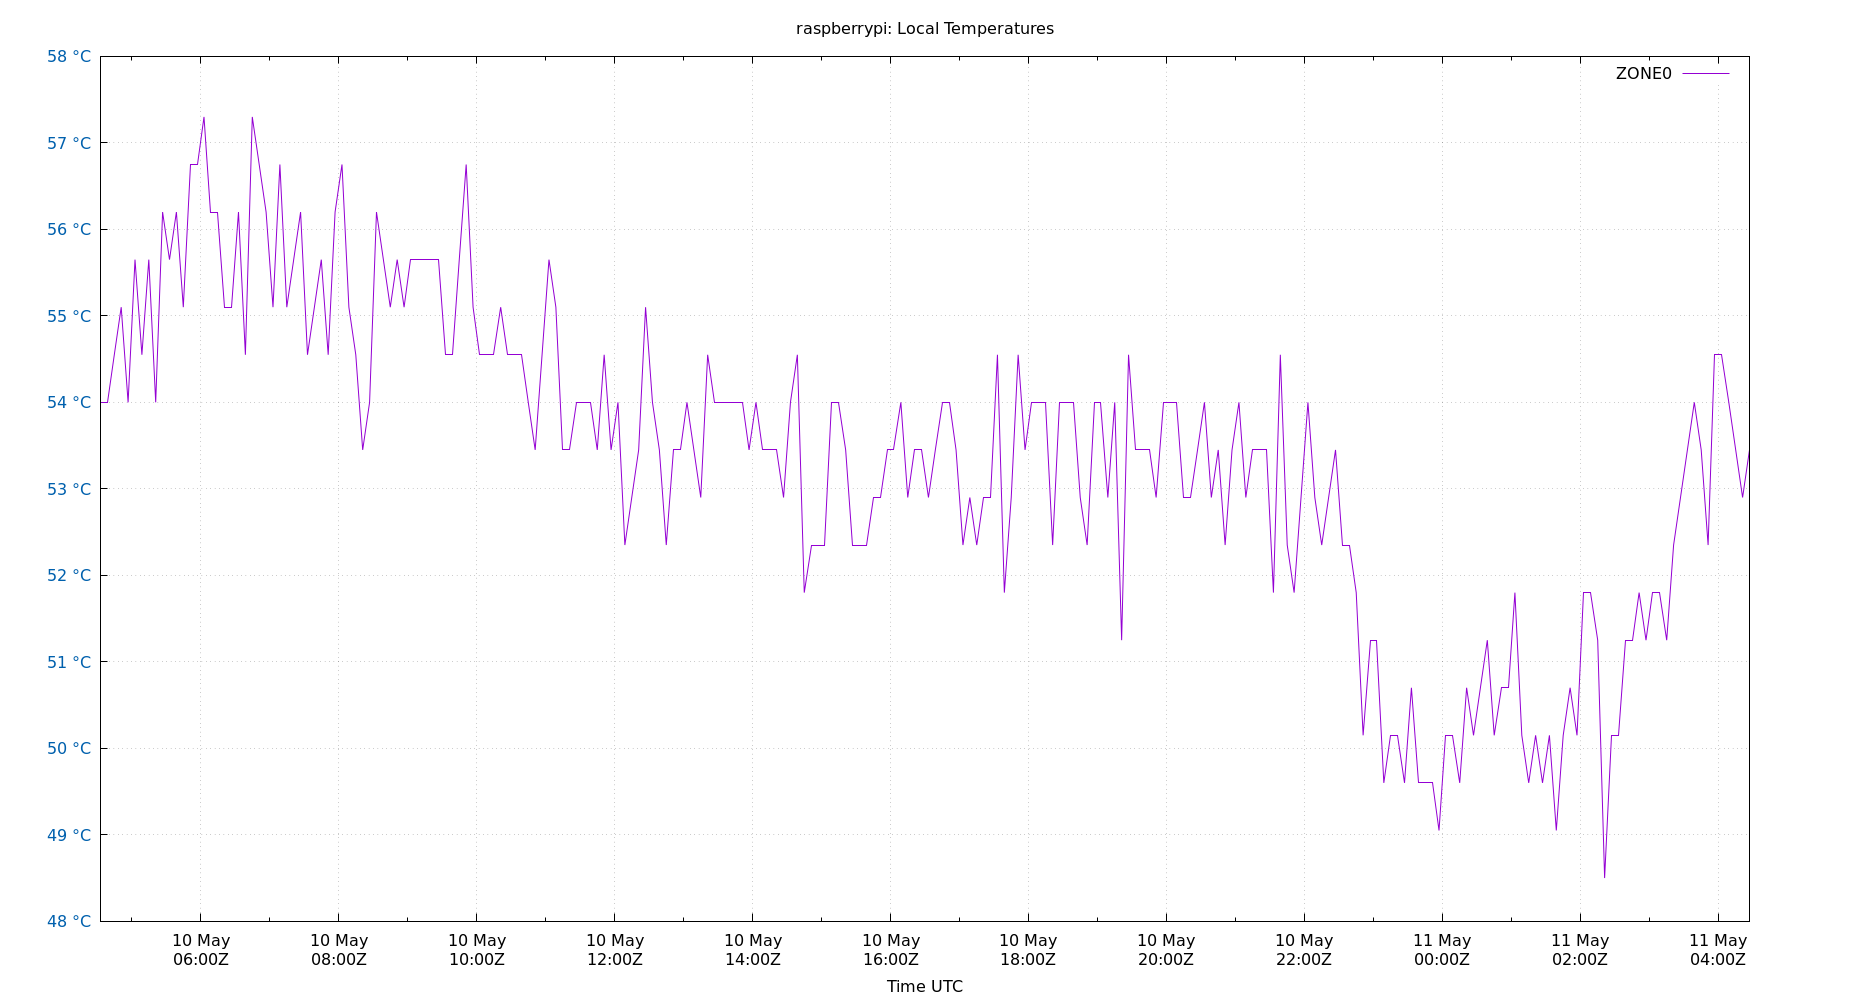 raspberrypi: Local Temperatures
ZONE0
58 °C
57 °C
56 °C
55 °C
54 °C
53 °C
52 °C
51 °C
50 °C
49 °C
48 °C
10 May
06:00Z
10 May
08:00Z
10 May
10:00Z
10 May
12:00Z
10 May
14:00Z
10 May
16:00Z
10 May
18:00Z
10 May
20:00Z
10 May
22:00Z
11 May
00:00Z
11 May
02:00Z
11 May
04:00Z
Time UTC